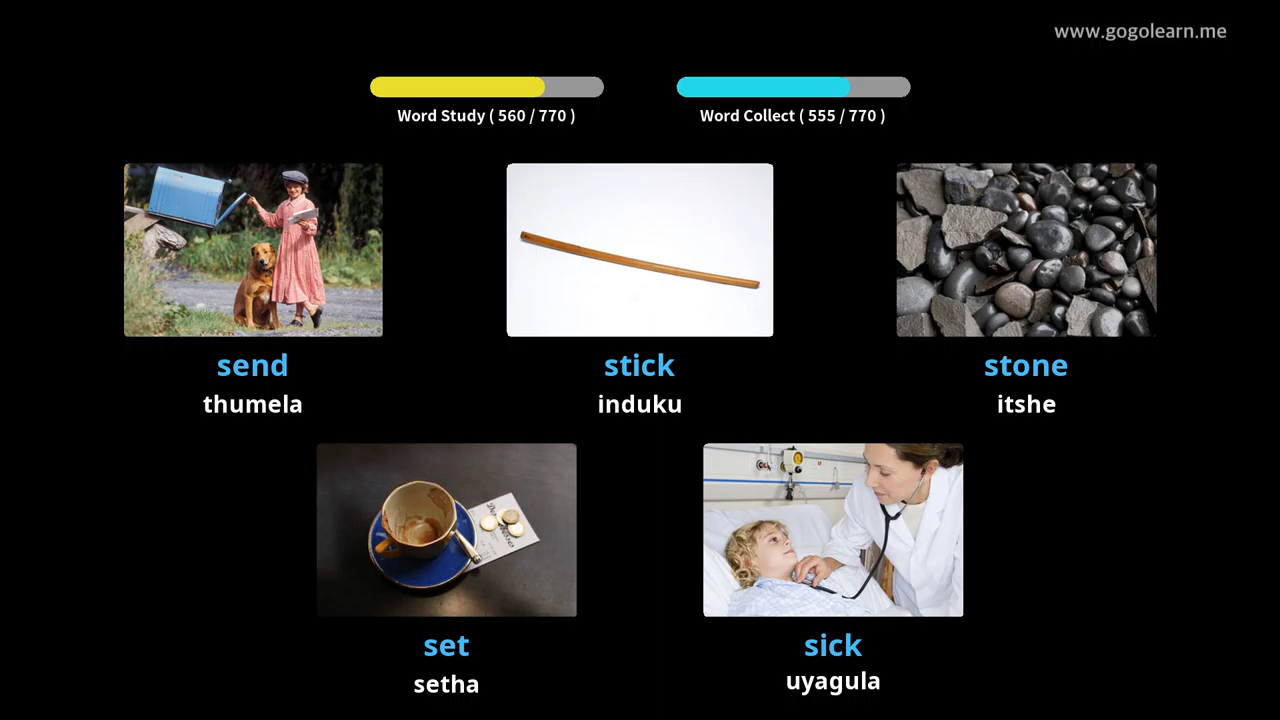 www.gogolearn.me
Word Study ( 560 / 770 )
Word Collect ( 555 / 770 )
send
thumela
stick
induku
stone
itshe
set
setha
sick
uyagula